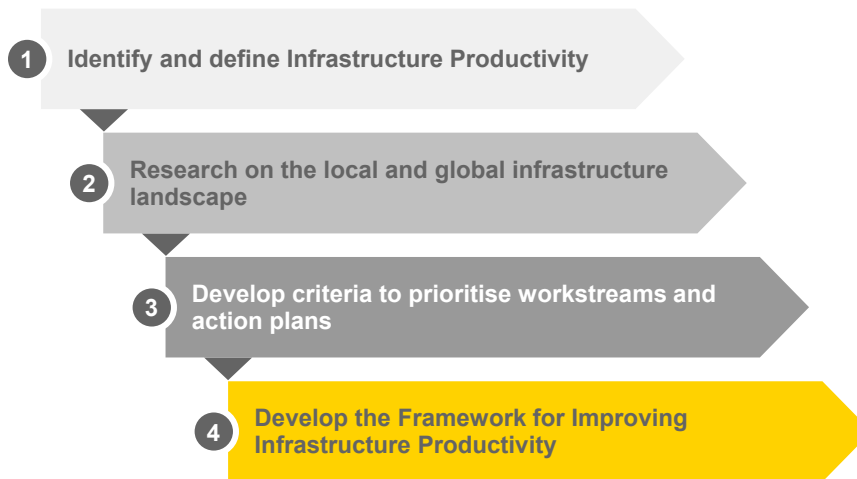 1
Identify and define Infrastructure Productivity
2
Research on the local and global infrastructure
landscape
3
Develop criteria to prioritise workstreams and
action plans
4
Develop the Framework for Improving
Infrastructure Productivity